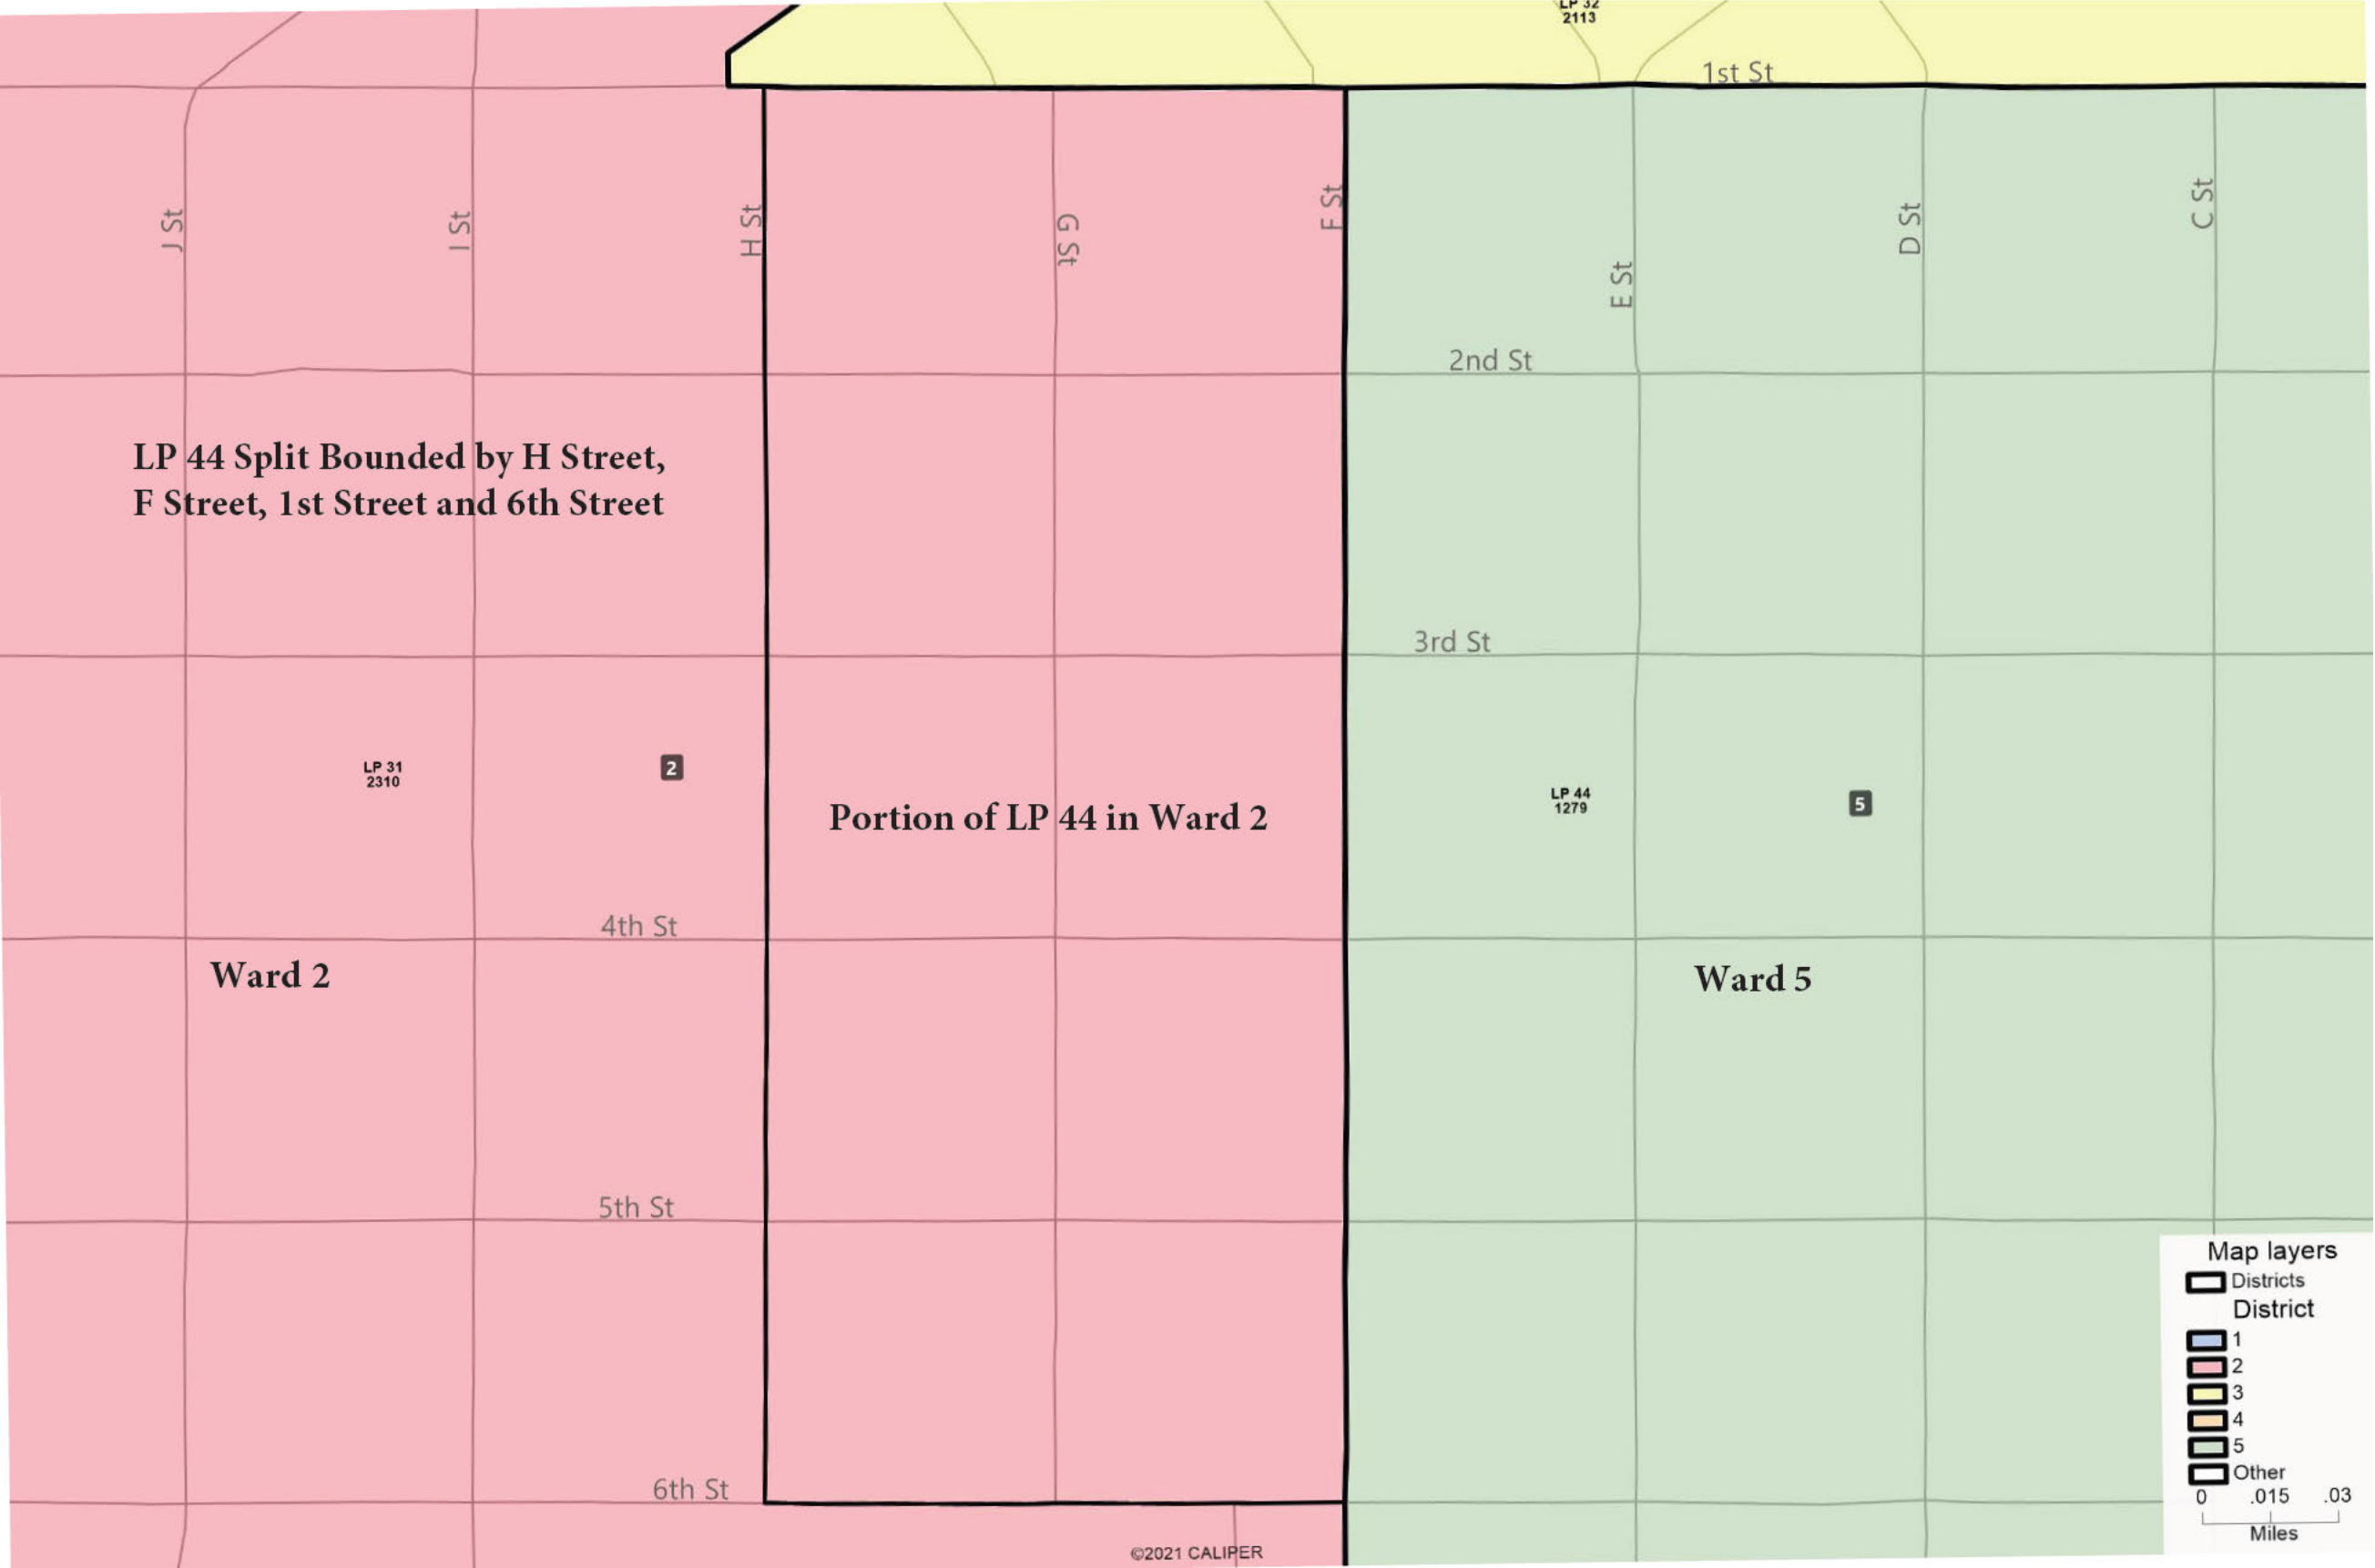 LP 32
2113
1st St
J St
I St
H St
G St
F St
E St
D St
C St
2nd St
LP 44 Split Bounded by H Street,
F Street, 1st Street and 6th Street
3rd St
LP 31
2310
2
Portion of LP 44 in Ward 2
LP 44
1279
5
4th St
Ward 2
Ward 5
5th St
6th St
Map layers
Districts
District
1
2
3
4
5
Other
0 .015 .03
Miles
©2021 CALIPER